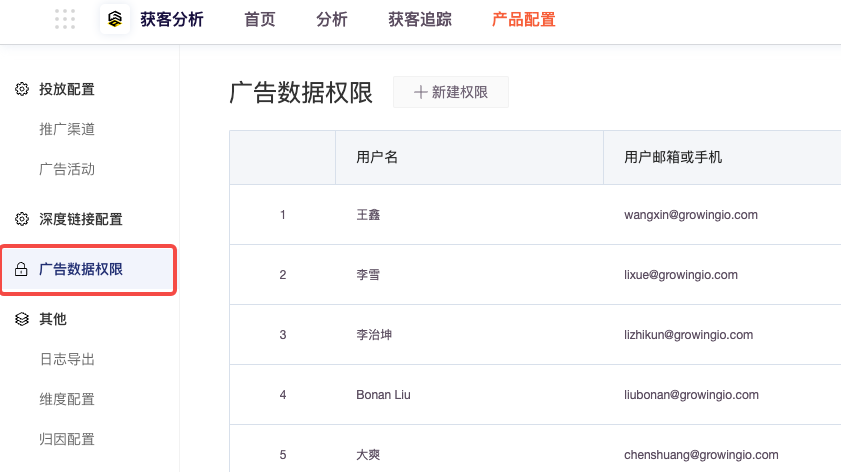 获客分析 首页 分析 获客追踪 产品配置
投放配置
推广渠道
广告活动
深度链接配置
广告数据权限
其他
日志导出
维度配置
归因配置
广告数据权限 + 新建权限
用户名 用户邮箱或手机
1 王鑫 wangxin@growingio.com
2 李雪 lixue@growingio.com
3 李治坤 lizhikun@growingio.com
4 Bonan Liu liubonan@growingio.com
5 大爽 chenshuang@growingio.com